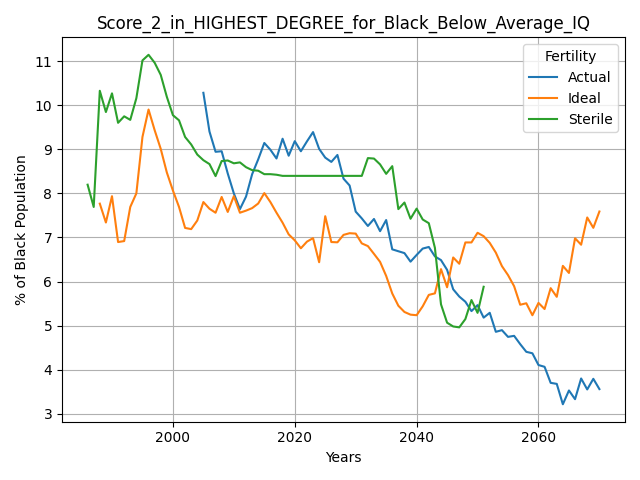 Score_2_in_HIGHEST_DEGREE_for_Black_Below_Average_IQ
Fertility
Actual
Ideal
Sterile
% of Black Population
11
10
9
8
7
6
5
4
3
2000
2020
2040
2060
Years